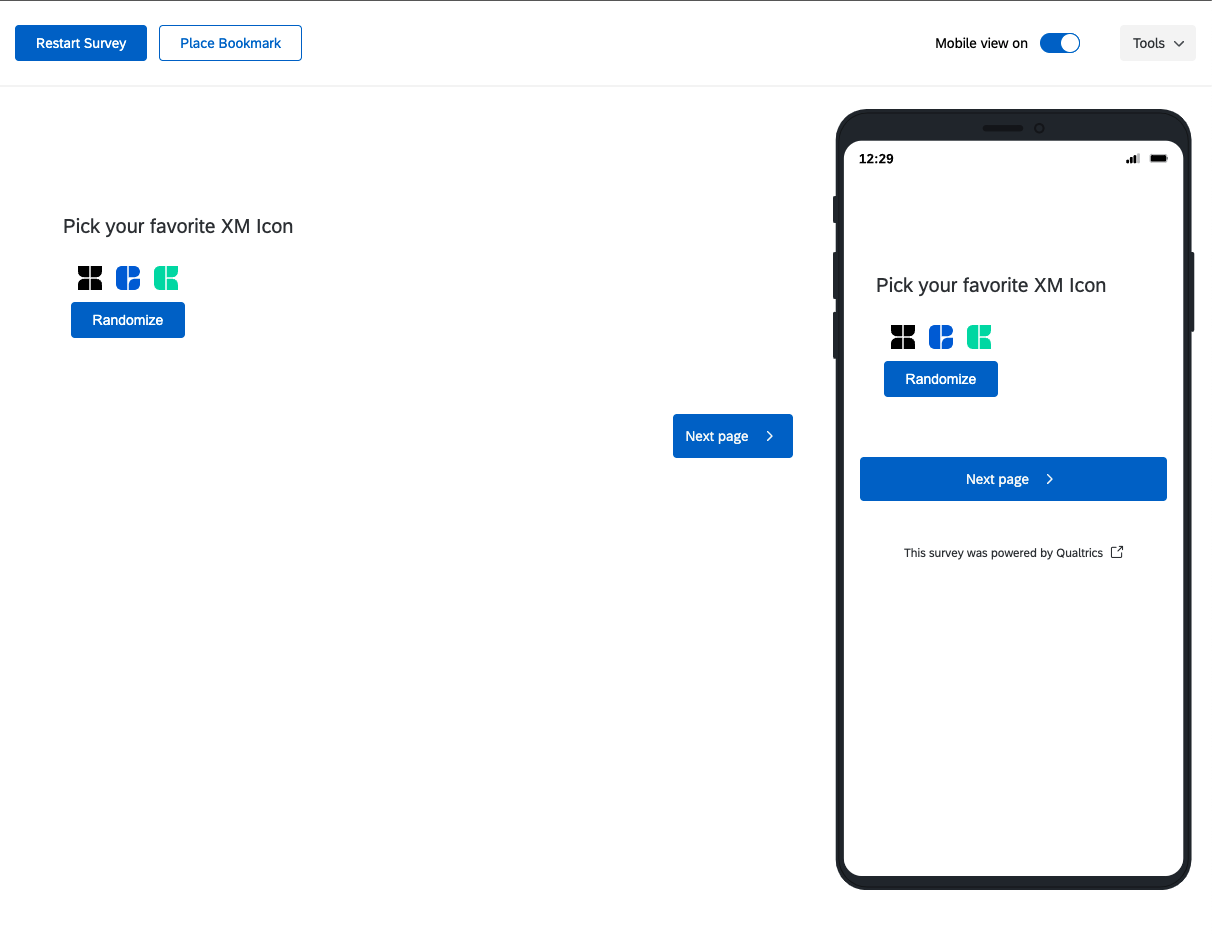 Restart Survey
Place Bookmark
Mobile view on
Tools
Pick your favorite XM Icon
Randomize
Next page
12:29
Pick your favorite XM Icon
Randomize
Next page
This survey was powered by Qualtrics